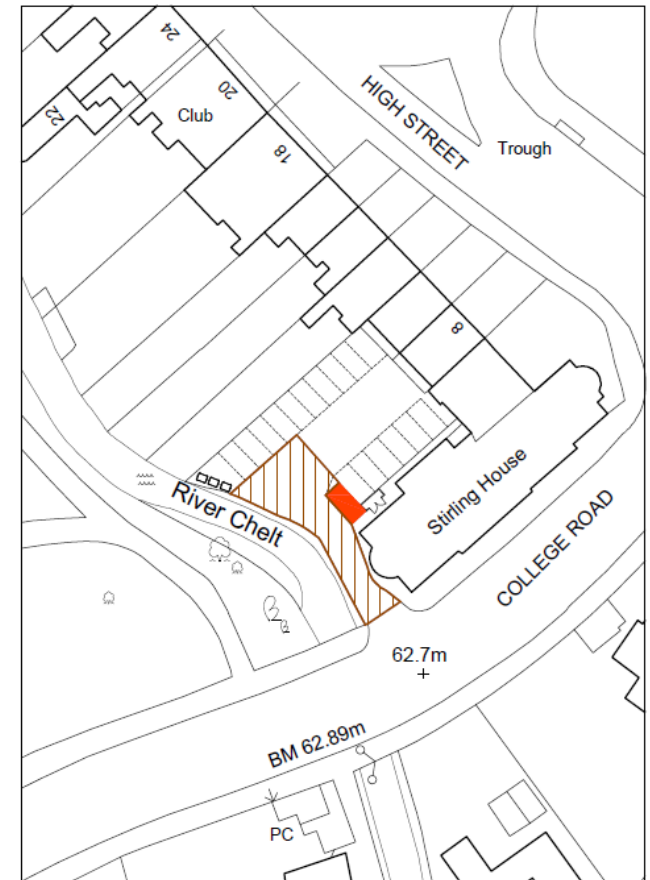 24
22
20
Club
18
HIGH STREET
Trough
8
Stirling House
River Chelt
COLLEGE ROAD
62.7m
BM 62.89m
PC